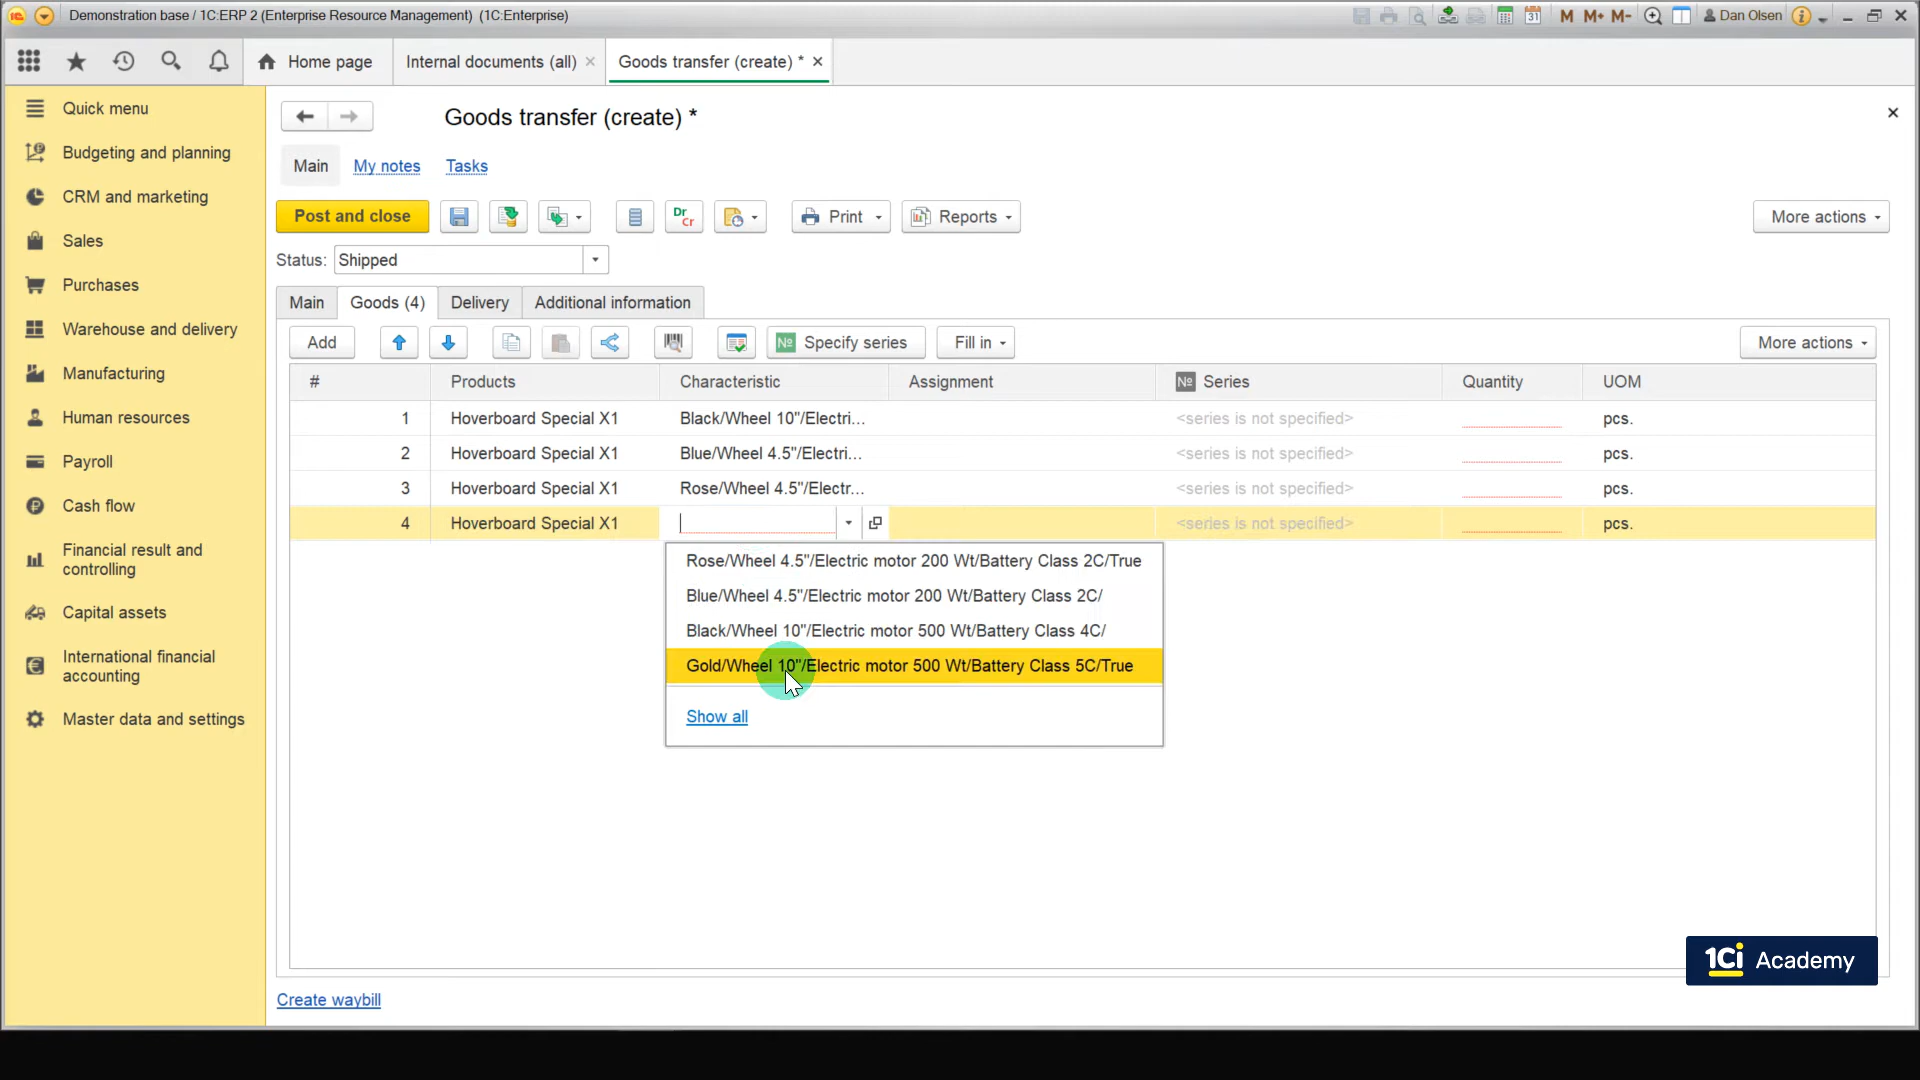 Demonstration base / 1C:ERP 2 (Enterprise Resource Management) (1C:Enterprise)
31
M M+ M-
Dan Olsen
Home page
Internal documents (all)
Goods transfer (create) *
Quick menu
Budgeting and planning
CRM and marketing
Sales
Purchases
Warehouse and delivery
Manufacturing
Human resources
Payroll
Cash flow
Financial result and
controlling
Capital assets
International financial
accounting
Master data and settings
Goods transfer (create) *
Main My notes Tasks
Post and close
Dr
Cr
Print
Reports
More actions
Status: Shipped
Main Goods (4) Delivery Additional information
Add
№ Specify series
Fill in
More actions
# Products Characteristic Assignment № Series Quantity UOM
1 Hoverboard Special X1 Black/Wheel 10"/Electri... <series is not specified> pcs.
2 Hoverboard Special X1 Blue/Wheel 4.5"/Electri... <series is not specified> pcs.
3 Hoverboard Special X1 Rose/Wheel 4.5"/Electr... <series is not specified> pcs.
4 Hoverboard Special X1 <series is not specified> pcs.
Rose/Wheel 4.5"/Electric motor 200 Wt/Battery Class 2C/True
Blue/Wheel 4.5"/Electric motor 200 Wt/Battery Class 2C/
Black/Wheel 10"/Electric motor 500 Wt/Battery Class 4C/
Gold/Wheel 10"/Electric motor 500 Wt/Battery Class 5C/True
Show all
1Ci Academy
Create waybill